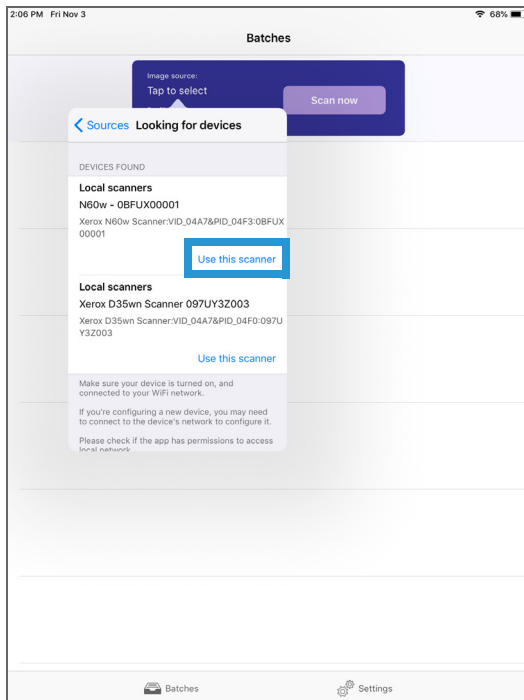 2:06 PM Fri Nov 3
68%
Batches
Image source:
Tap to select
Scan now
Sources Looking for devices
DEVICES FOUND
Local scanners
N60w - 0BFUX00001
Xerox N60w Scanner:VID_04A7&PID_04F3:0BFUX
00001
Use this scanner
Local scanners
Xerox D35wn Scanner 097UY3Z003
Xerox D35wn Scanner:VID_04A7&PID_04F0:097U
Y3Z003
Use this scanner
Make sure your device is turned on, and
connected to your WiFi network.
If you're configuring a new device, you may need
to connect to the device's network to configure it.
Please check if the app has permissions to access
local network
Batches
Settings